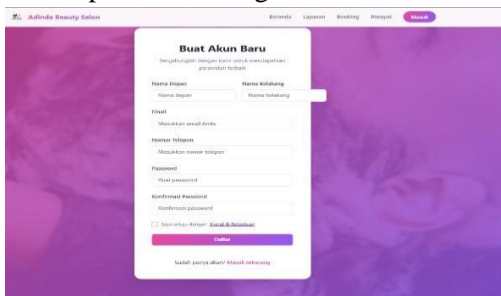 Adinda Beauty Salon
Beranda Layanan Booking Riwayat Masuk
Buat Akun Baru
Bergabunglah dengan kami untuk mendapatkan
perawatan terbaik
Nama Depan Nama Belakang
Nama depan Nama belakang
Email
Masukkan email Anda
Nomor Telepon
Masukkan nomor telepon
Password
Buat password
Konfirmasi Password
Konfirmasi password
Saya setuju dengan Syarat & Ketentuan
Daftar
Sudah punya akun? Masuk sekarang